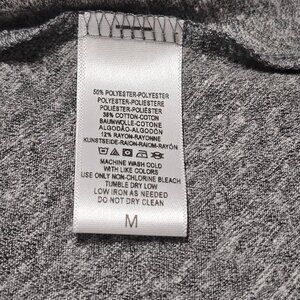 50% POLYESTER-POLYESTER
POLYESTER-POLIESTERE
POLIÉSTER-POLIÉSTER
38% COTTON-COTON
BAUMWOLLE-COTONE
ALGODÃO-ALGODÓN
12% RAYON-RAYONNE
KUNSTSEIDE-RAION-RAIOM-RAYÓN
MACHINE WASH COLD
WITH LIKE COLORS
USE ONLY NON-CHLORINE BLEACH
TUMBLE DRY LOW
LOW IRON AS NEEDED
DO NOT DRY CLEAN
M